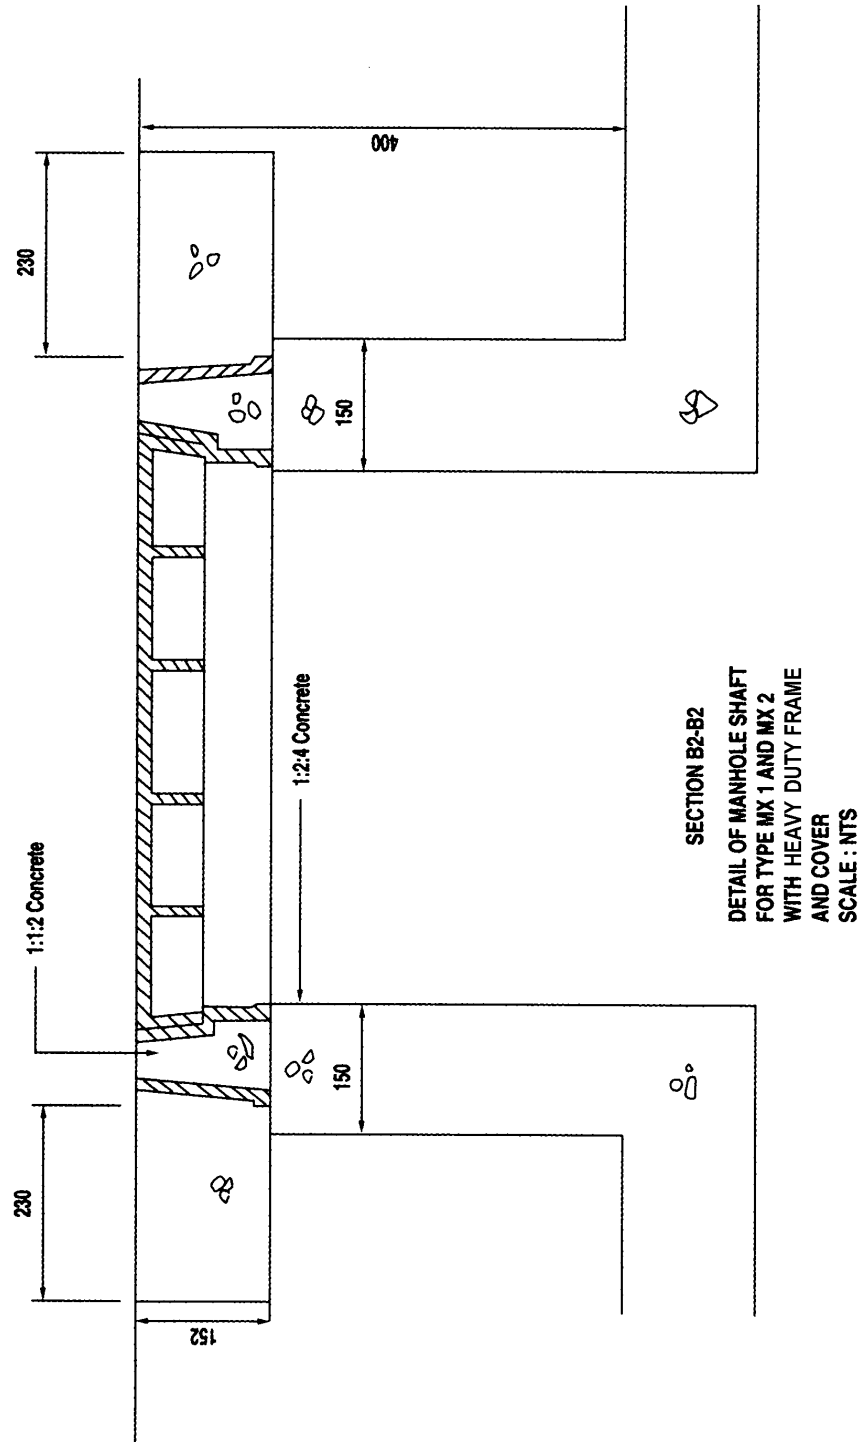 230
1:1:2 Concrete
230
152
400
150
150
1:2:4 Concrete
SECTION B2-B2
DETAIL OF MANHOLE SHAFT
FOR TYPE MX 1 AND MX 2
WITH HEAVY DUTY FRAME
AND COVER
SCALE : NTS